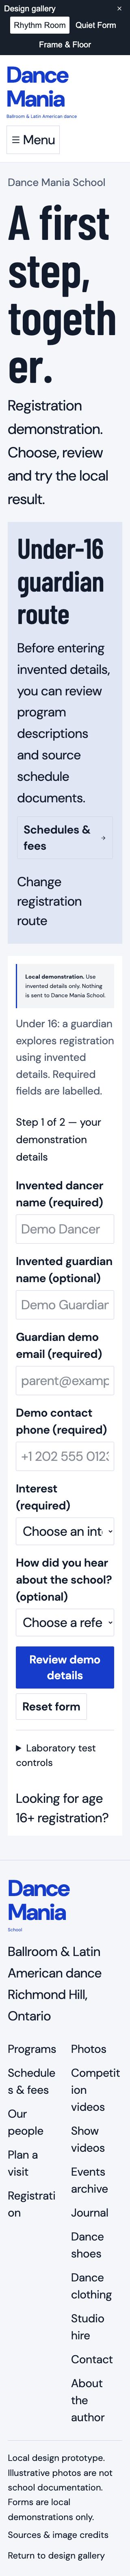 Design gallery ×
Rhythm Room Quiet Form
Frame & Floor
Dance
Mania
Ballroom & Latin American dance
☰ Menu
Dance Mania School
A first
step,
togeth
er.
Registration
demonstration.
Choose, review
and try the local
result.
Under-16
guardian
route
Before entering
invented details,
you can review
program
descriptions
and source
schedule
documents.
Schedules &
fees →
Change
registration
route
Local demonstration. Use
invented details only. Nothing
is sent to Dance Mania School.
Under 16: a guardian
explores registration
using invented
details. Required
fields are labelled.
Step 1 of 2 — your
demonstration
details
Invented dancer
name (required)
Demo Dancer
Invented guardian
name (optional)
Demo Guardian
Guardian demo
email (required)
parent@examp
Demo contact
phone (required)
+1 202 555 0123
Interest
(required)
Choose an int
How did you hear
about the school?
(optional)
Choose a refe
Review demo
details
Reset form
▶ Laboratory test
controls
Looking for age
16+ registration?
Dance
Mania
School
Ballroom & Latin
American dance
Richmond Hill,
Ontario
Programs
Schedule
s & fees
Our
people
Plan a
visit
Registrati
on
Photos
Competit
ion
videos
Show
videos
Events
archive
Journal
Dance
shoes
Dance
clothing
Studio
hire
Contact
About
the
author
Local design prototype.
Illustrative photos are not
school documentation.
Forms are local
demonstrations only.
Sources & image credits
Return to design gallery